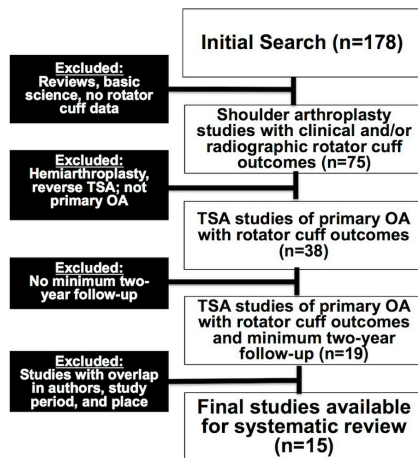 Initial Search (n=178)
Excluded:
Reviews, basic
science, no rotator
cuff data
Shoulder arthroplasty
studies with clinical and/or
radiographic rotator cuff
outcomes (n=75)
Excluded:
Hemiarthroplasty,
reverse TSA; not
primary OA
TSA studies of primary OA
with rotator cuff outcomes
(n=38)
Excluded:
No minimum two-
year follow-up
TSA studies of primary OA
with rotator cuff outcomes
and minimum two-year
follow-up (n=19)
Excluded:
Studies with overlap
in authors, study
period, and place
Final studies available
for systematic review
(n=15)